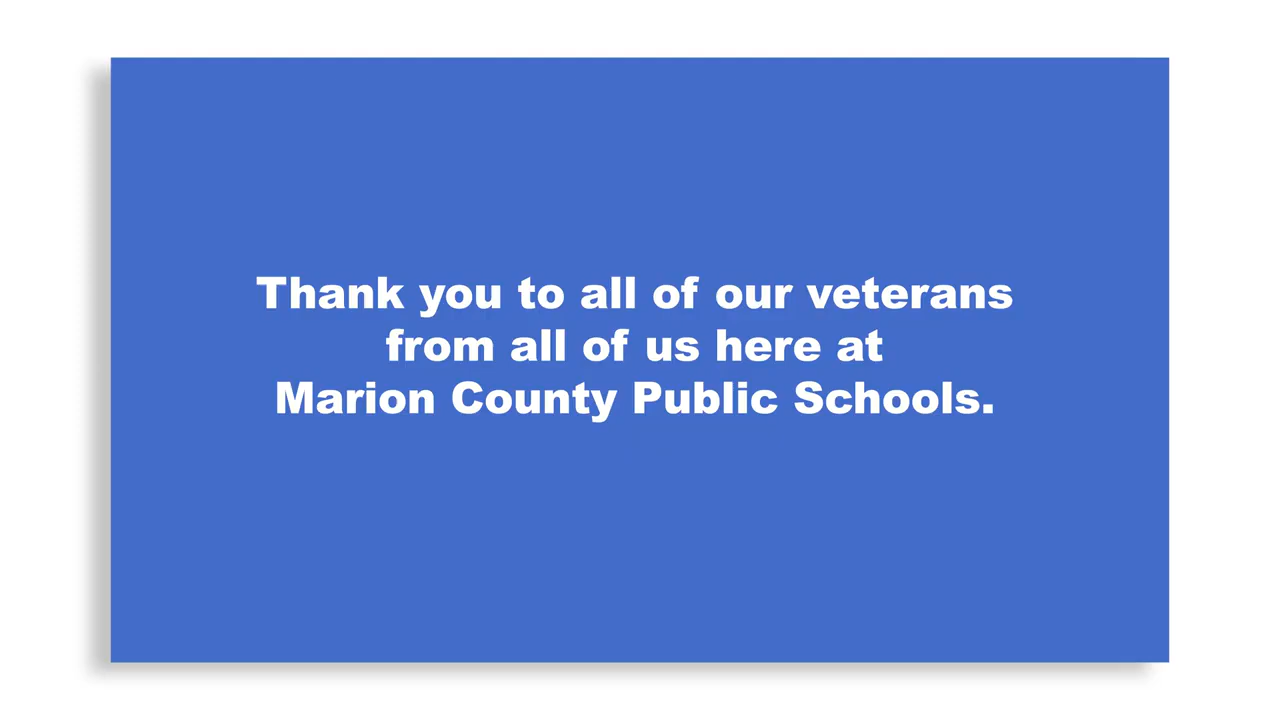 Thank you to all of our veterans
from all of us here at
Marion County Public Schools.